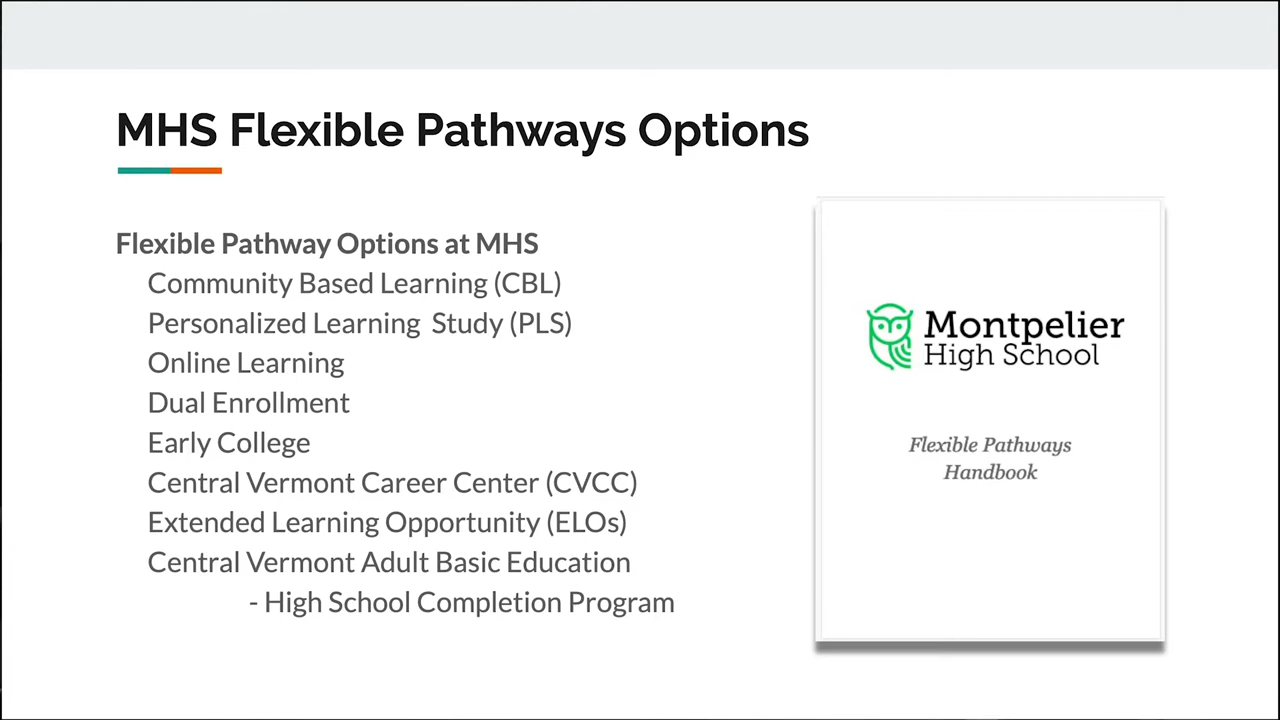 MHS Flexible Pathways Options
Flexible Pathway Options at MHS
Community Based Learning (CBL)
Personalized Learning  Study (PLS)
Online Learning
Dual Enrollment
Early College
Central Vermont Career Center (CVCC)
Extended Learning Opportunity (ELOs)
Central Vermont Adult Basic Education
- High School Completion Program
Montpelier
High School
Flexible Pathways
Handbook